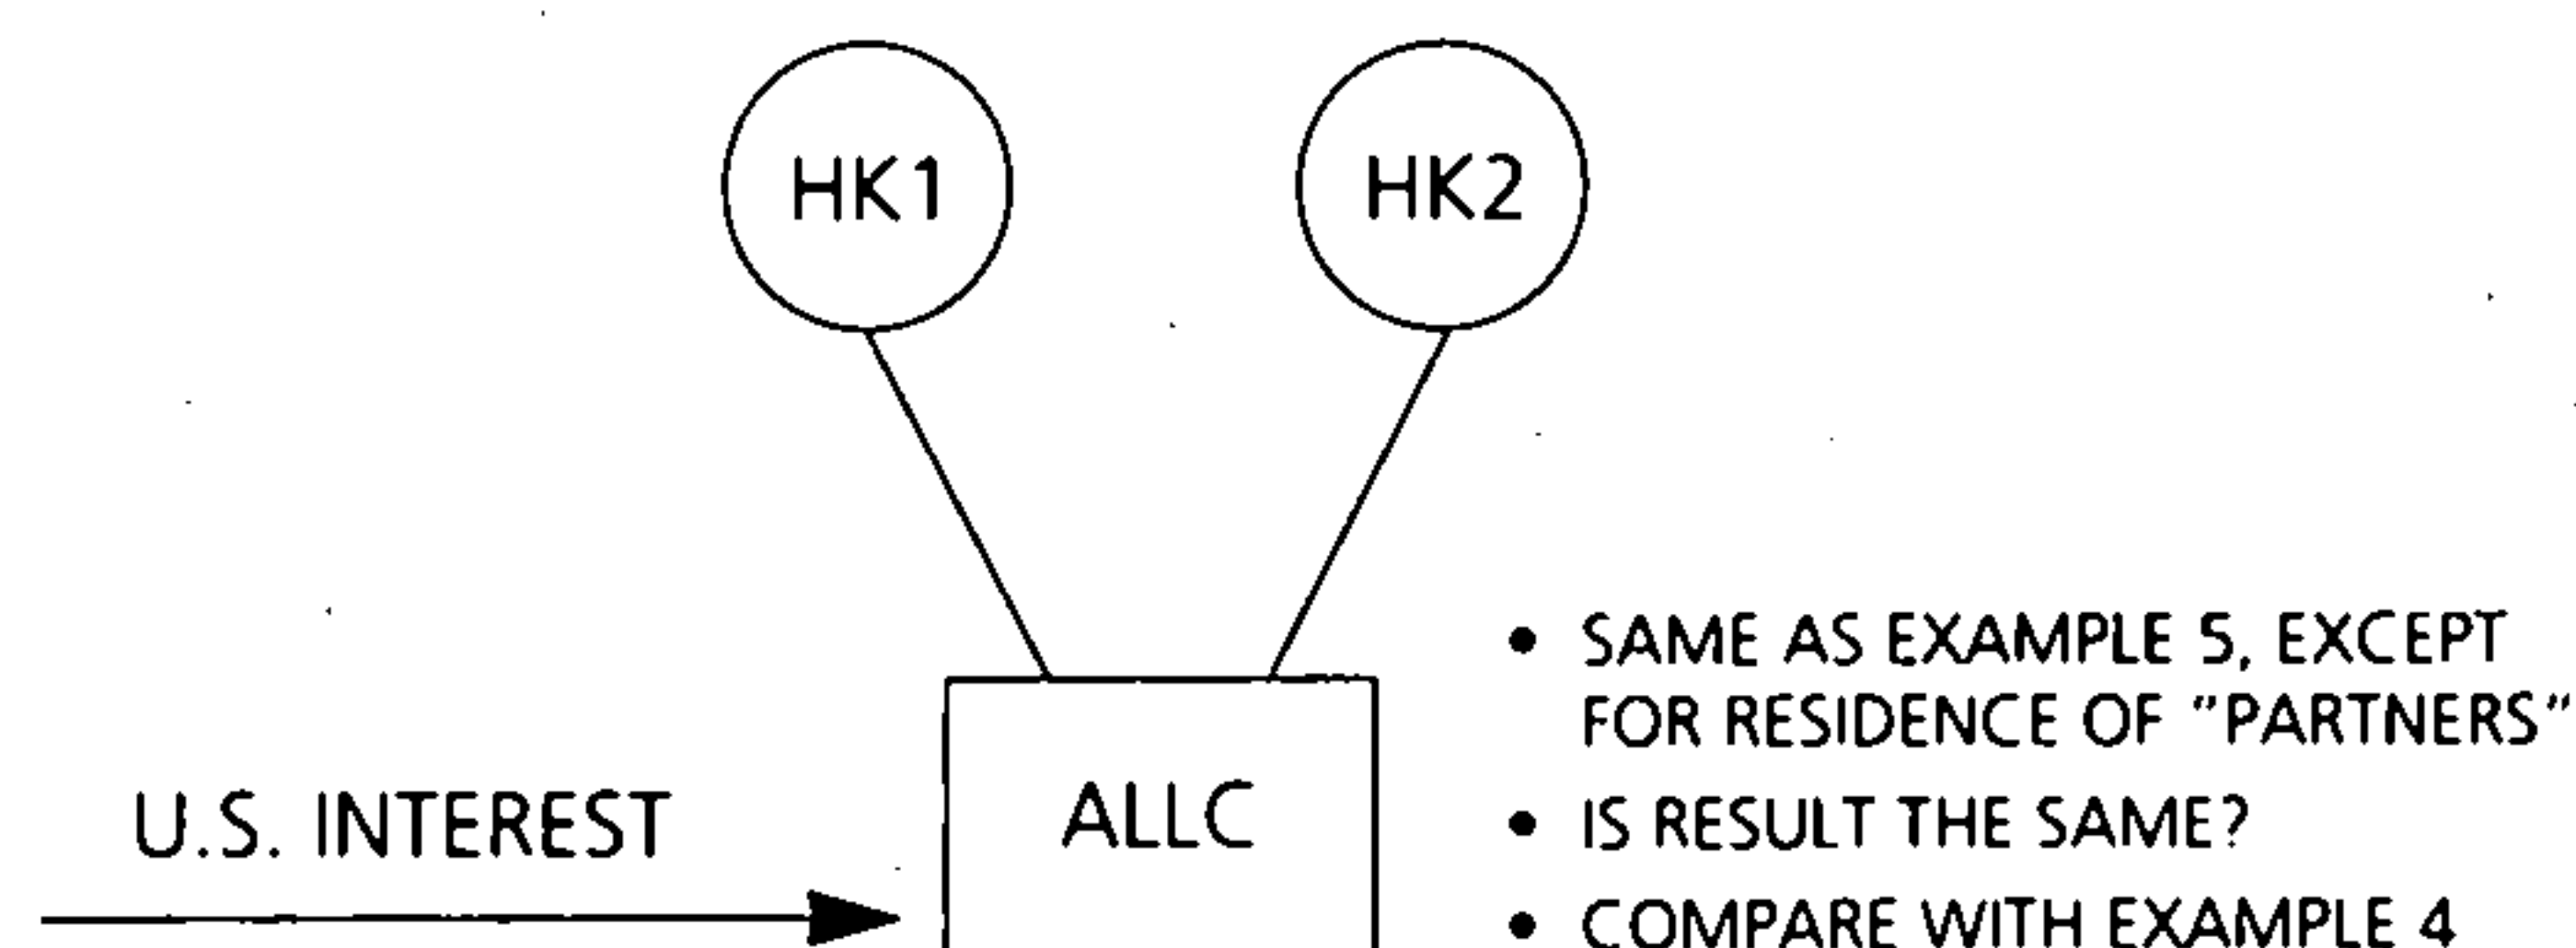 HK1
HK2
• SAME AS EXAMPLE 5, EXCEPT
FOR RESIDENCE OF "PARTNERS"
U.S. INTEREST
ALLC
• IS RESULT THE SAME?
• COMPARE WITH EXAMPLE 4